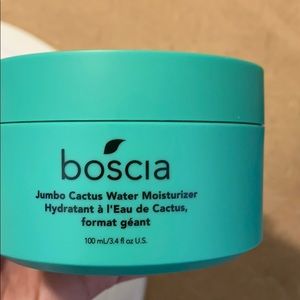 boscia
Jumbo Cactus Water Moisturizer
Hydratant à l'Eau de Cactus,
format géant
100 mL/3.4 fl oz U.S.